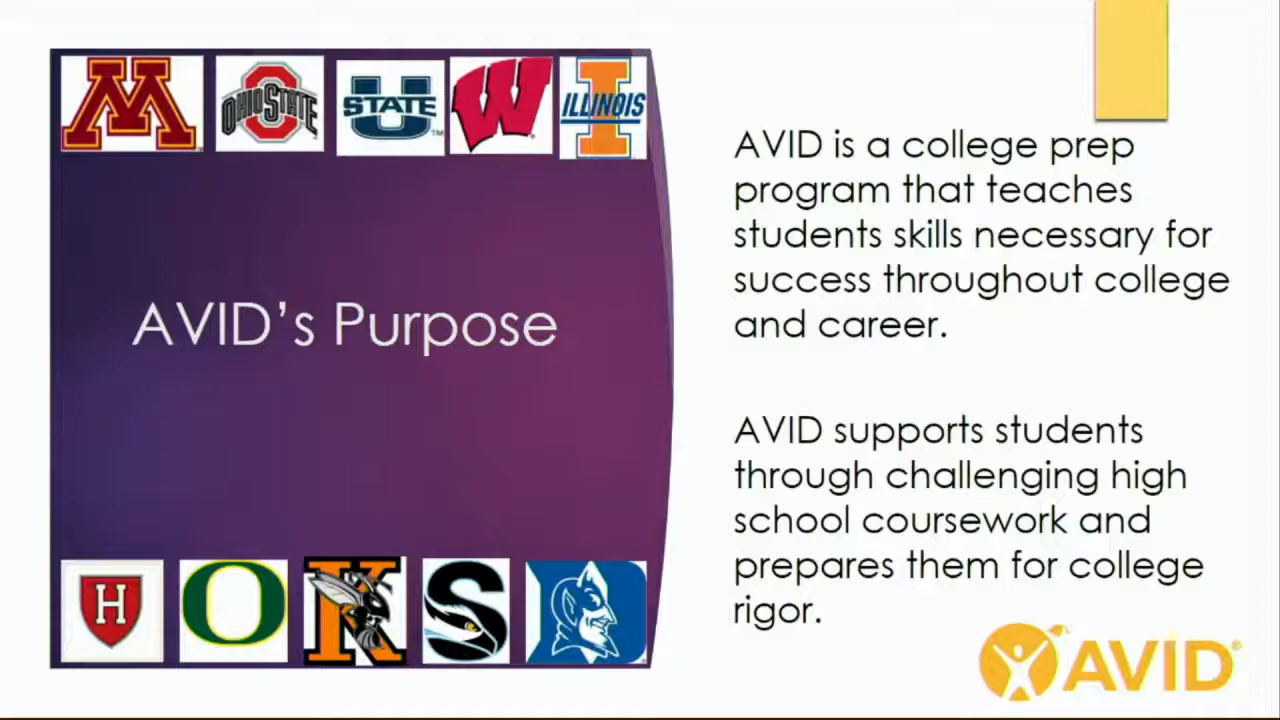 M
OHIO STATE
U
STATE
TM
W
I
ILLINOIS
AVID's Purpose
AVID is a college prep
program that teaches
students skills necessary for
success throughout college
and career.
AVID supports students
through challenging high
school coursework and
prepares them for college
rigor.
H
O
K
S
D
AVID®